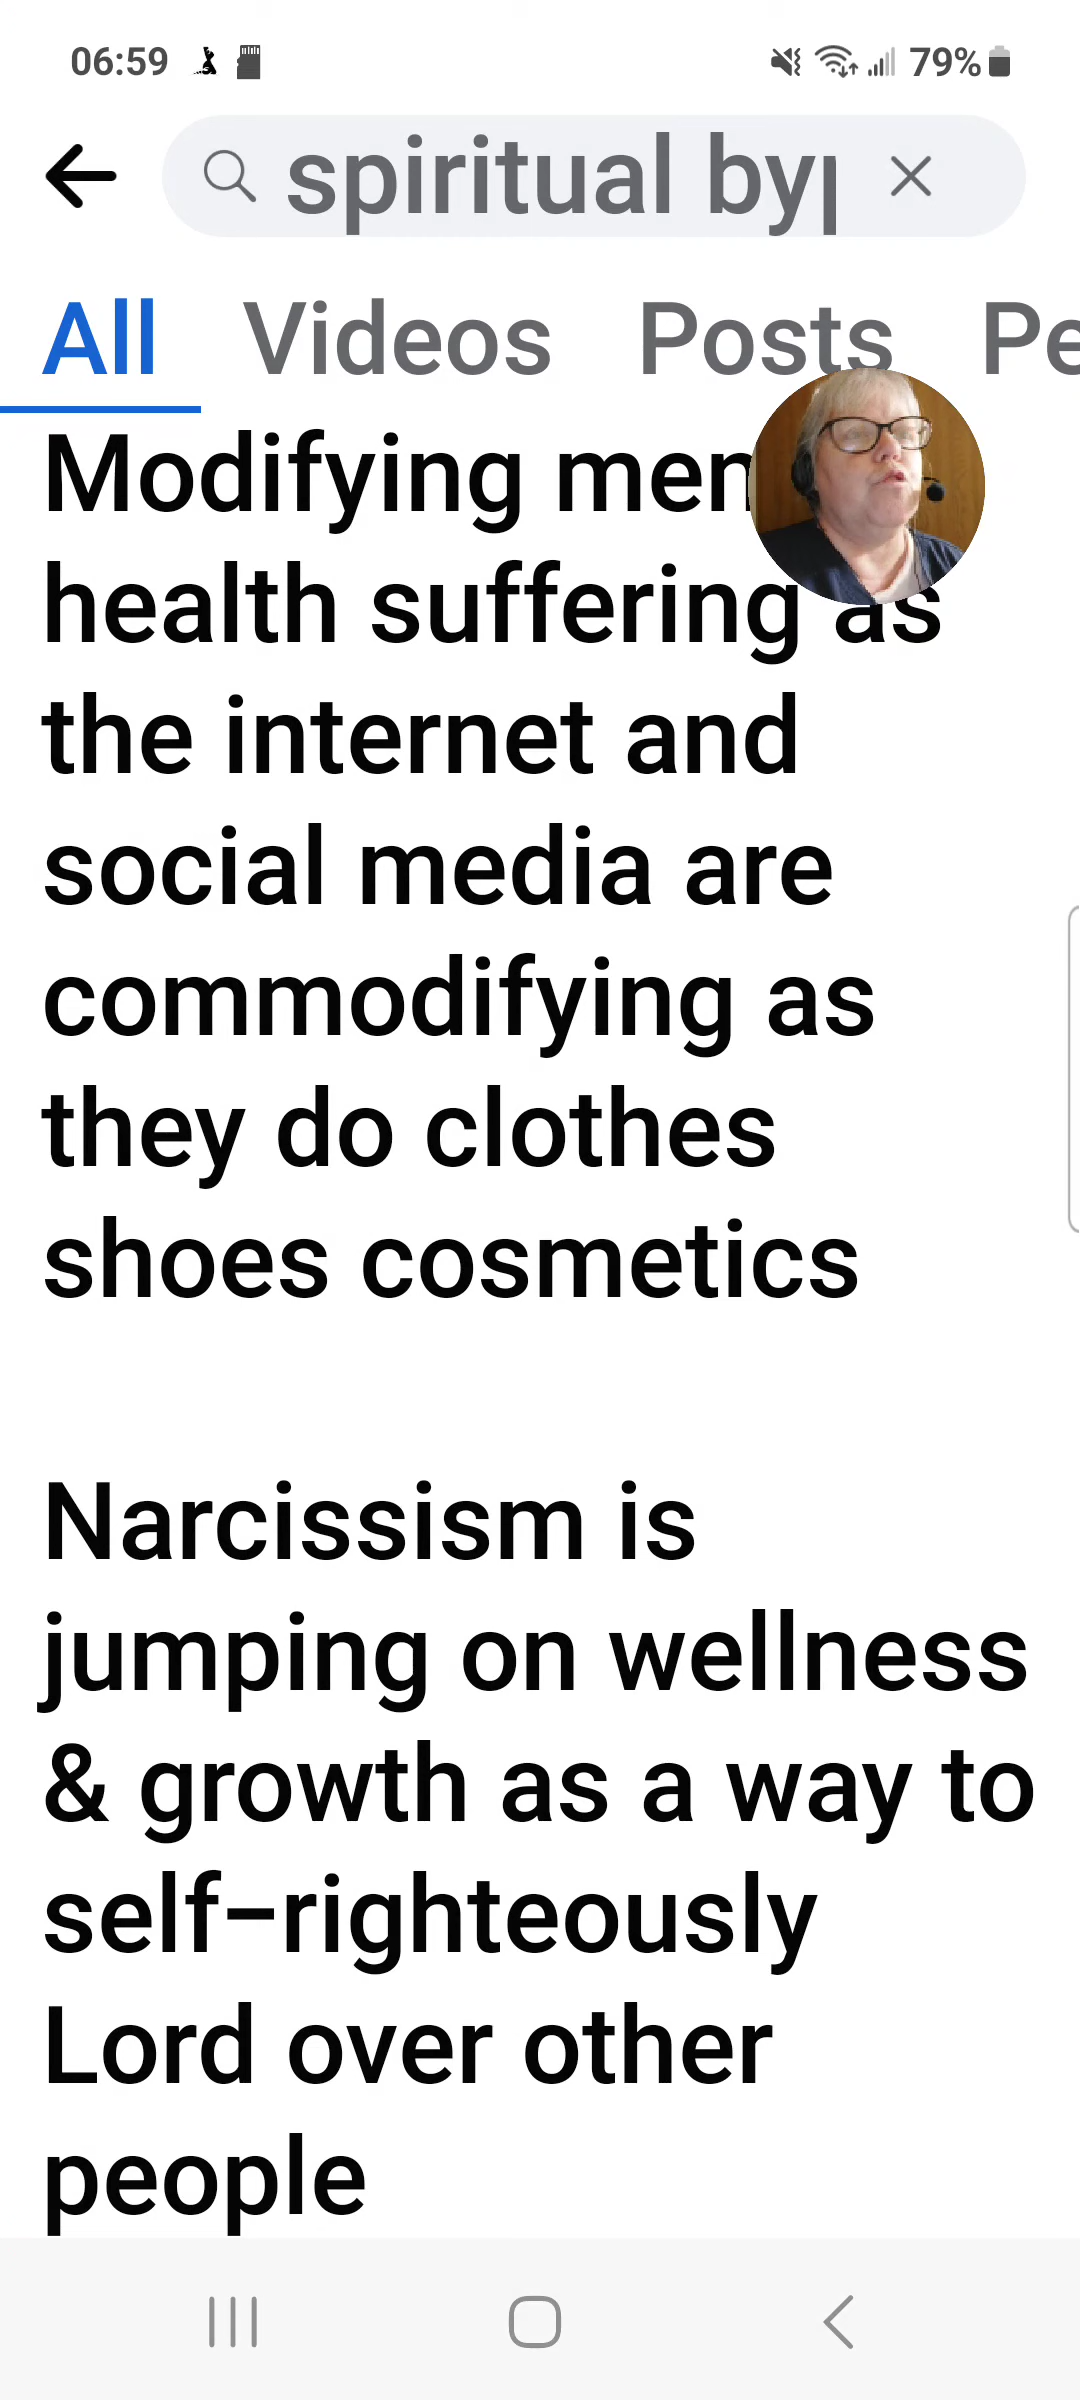 06:59 79%
spiritual by
All Videos Posts Pe
Modifying men
health suffering as
the internet and
social media are
commodifying as
they do clothes
shoes cosmetics
Narcissism is
jumping on wellness
& growth as a way to
self-righteously
Lord over other
people